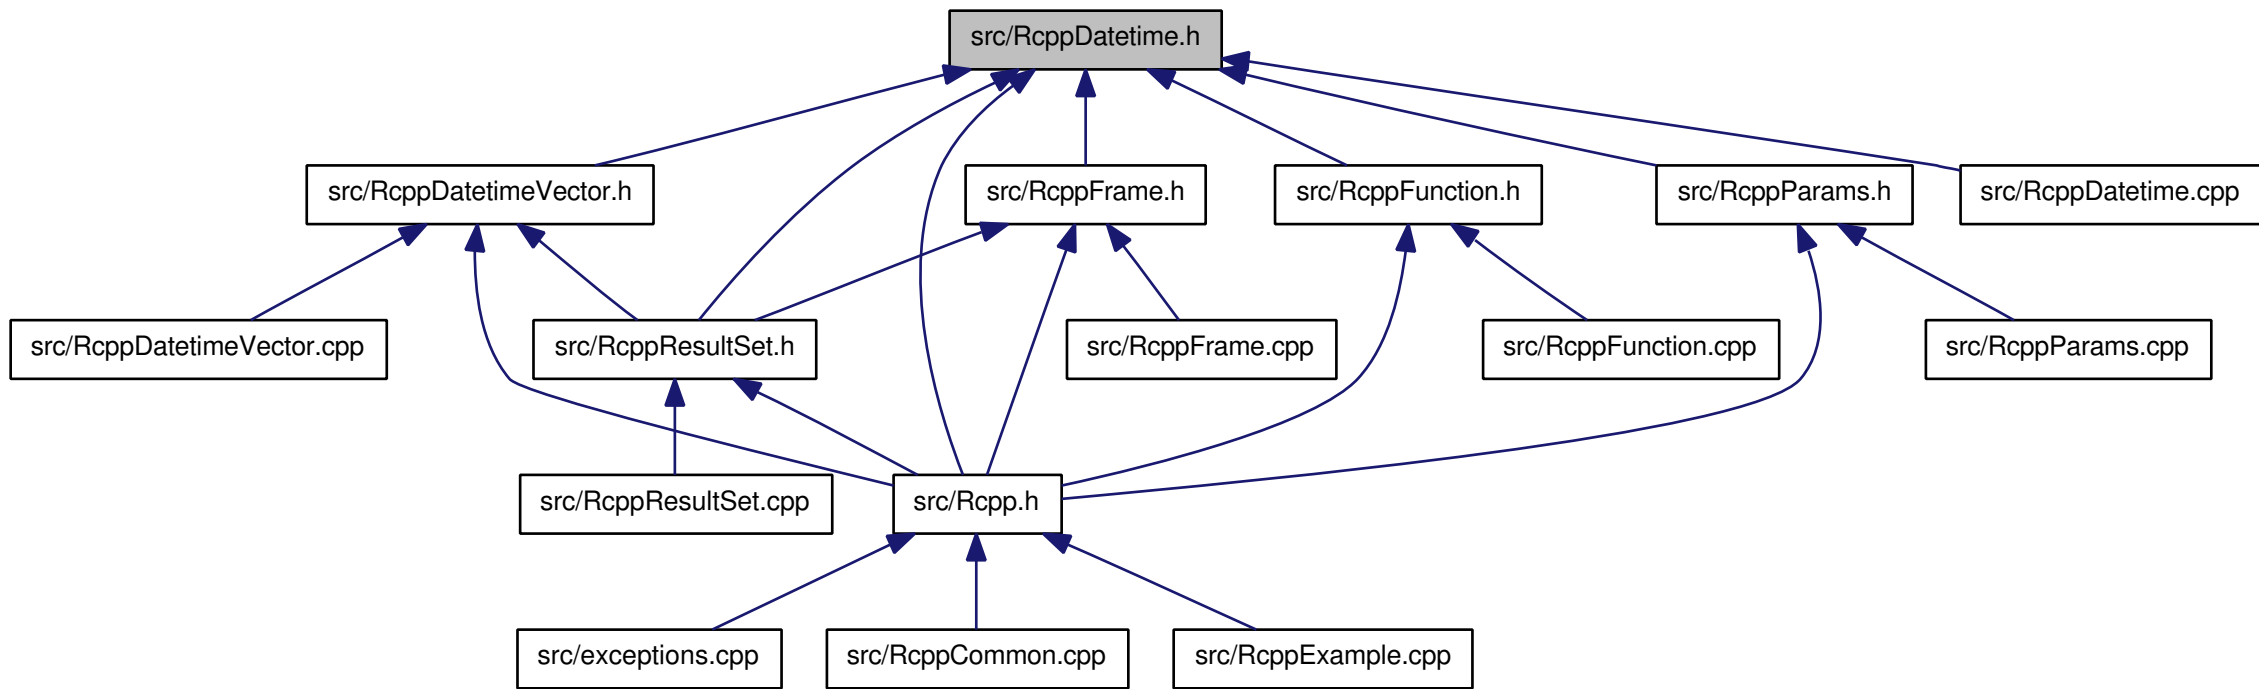 src/RcppDatetime.h
src/RcppDatetimeVector.h
src/RcppFrame.h
src/RcppFunction.h
src/RcppParams.h
src/RcppDatetime.cpp
src/RcppDatetimeVector.cpp
src/RcppResultSet.h
src/RcppFrame.cpp
src/RcppFunction.cpp
src/RcppParams.cpp
src/RcppResultSet.cpp
src/Rcpp.h
src/exceptions.cpp
src/RcppCommon.cpp
src/RcppExample.cpp